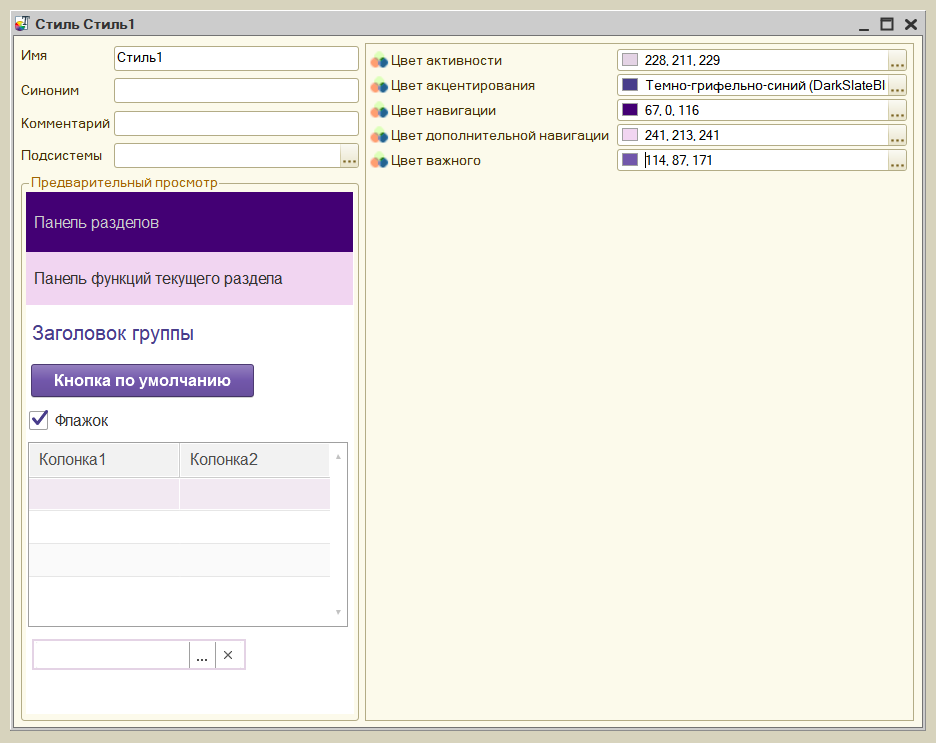 Стиль Стиль1
Имя
Стиль1
Синоним
Комментарий
Подсистемы
...
Предварительный просмотр
Панель разделов
Панель функций текущего раздела
Заголовок группы
Кнопка по умолчанию
Флажок
Колонка1 Колонка2
... ×
Цвет активности 228, 211, 229 ...
Цвет акцентирования Темно-грифельно-синий (DarkSlateBl ...
Цвет навигации 67, 0, 116 ...
Цвет дополнительной навигации 241, 213, 241 ...
Цвет важного 114, 87, 171 ...